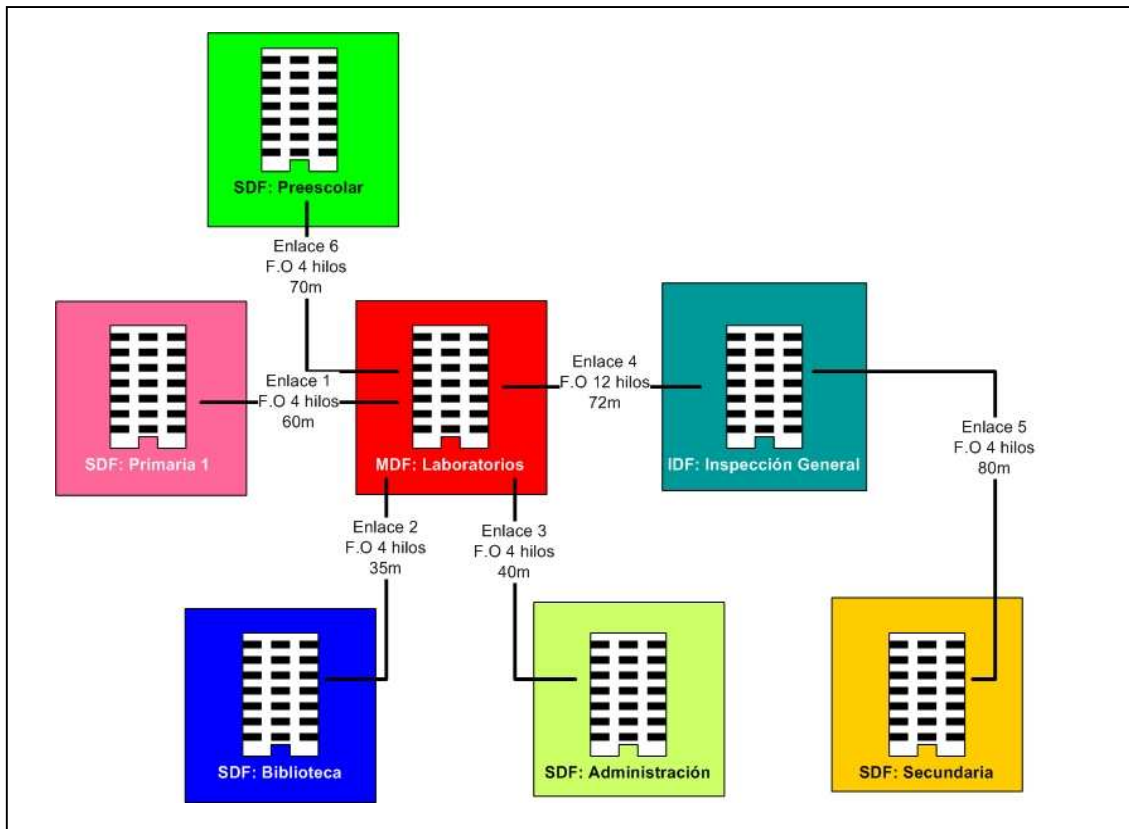 SDF: Preescolar
Enlace 6
F.O 4 hilos
70m
Enlace 1
F.O 4 hilos
60m
Enlace 4
F.O 12 hilos
72m
Enlace 5
F.O 4 hilos
80m
SDF: Primaria 1
MDF: Laboratorios
IDF: Inspección General
Enlace 2
F.O 4 hilos
35m
Enlace 3
F.O 4 hilos
40m
SDF: Biblioteca
SDF: Administración
SDF: Secundaria